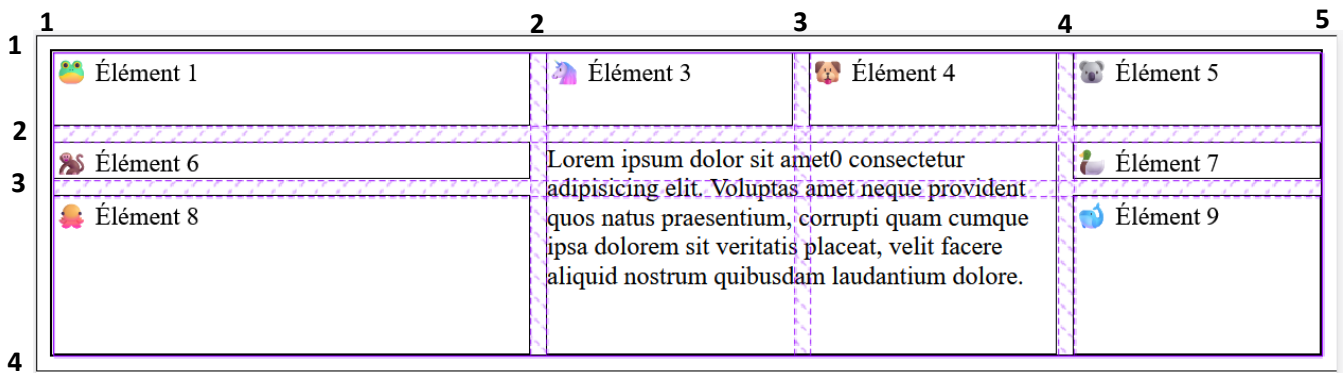 1 2 3 4 5
1
🐸 Élément 1
🦄 Élément 3
🐶 Élément 4
🐨 Élément 5
2
🐒 Élément 6
Lorem ipsum dolor sit amet0 consectetur
adipisicing elit. Voluptas amet neque provident
quos natus praesentium, corrupti quam cumque
ipsa dolorem sit veritatis placeat, velit facere
aliquid nostrum quibusdam laudantium dolore.
🦆 Élément 7
3
🐙 Élément 8
🐳 Élément 9
4